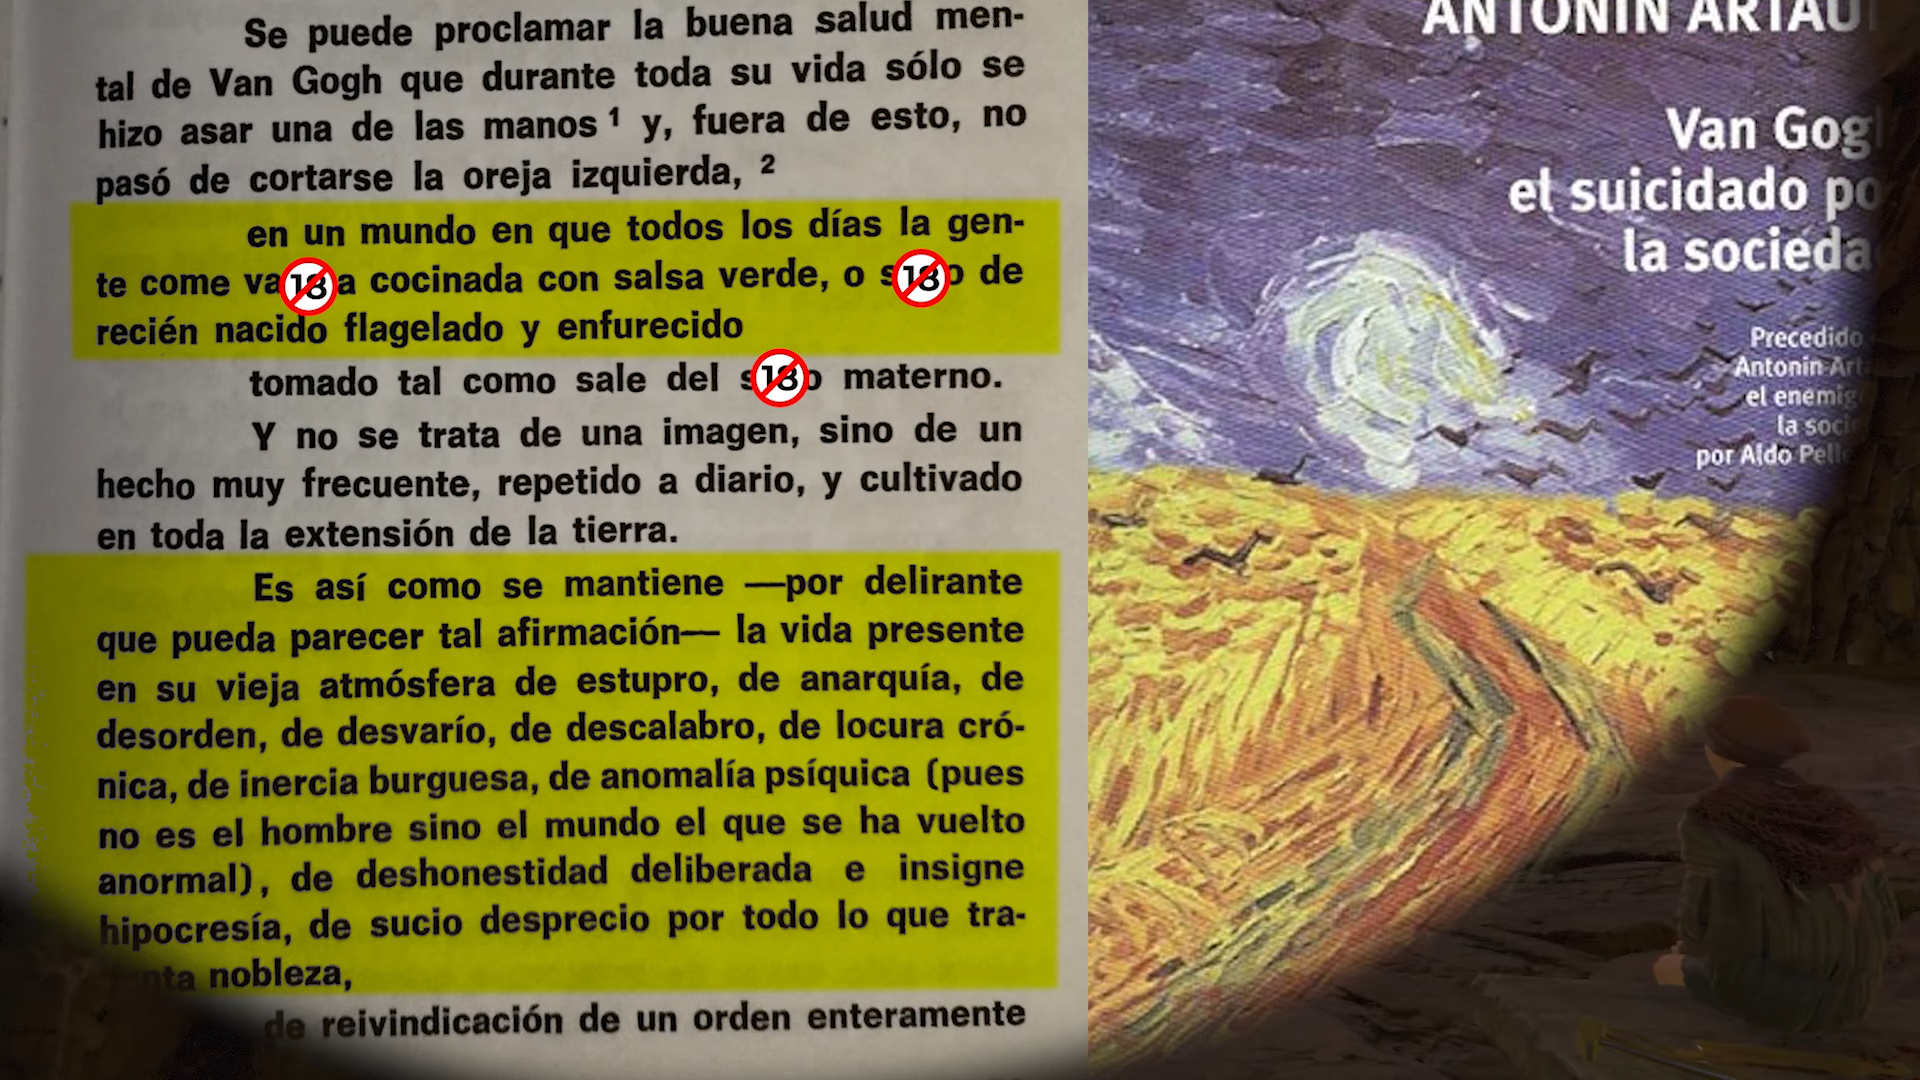 Se puede proclamar la buena salud men-
tal de Van Gogh que durante toda su vida sólo se
hizo asar una de las manos 1 y, fuera de esto, no
pasó de cortarse la oreja izquierda, 2
en un mundo en que todos los días la gen-
te come cocinada con salsa verde, o de
recién nacido flagelado y enfurecido
tomado tal como sale del materno.
Y no se trata de una imagen, sino de un
hecho muy frecuente, repetido a diario, y cultivado
en toda la extensión de la tierra.
Es así como se mantiene —por delirante
que pueda parecer tal afirmación— la vida presente
en su vieja atmósfera de estupro, de anarquía, de
desorden, de desvarío, de descalabro, de locura cró-
nica, de inercia burguesa, de anomalía psíquica (pues
no es el hombre sino el mundo el que se ha vuelto
anormal), de deshonestidad deliberada e insigne
hipocresía, de sucio desprecio por todo lo que tra-
nobleza,
de reivindicación de un orden enteramente
ANTONIN ARTAU
Van Gog
el suicidado po
la socieda
Precedido
Antonin Art
el enemig
la soci
por Aldo Pelle